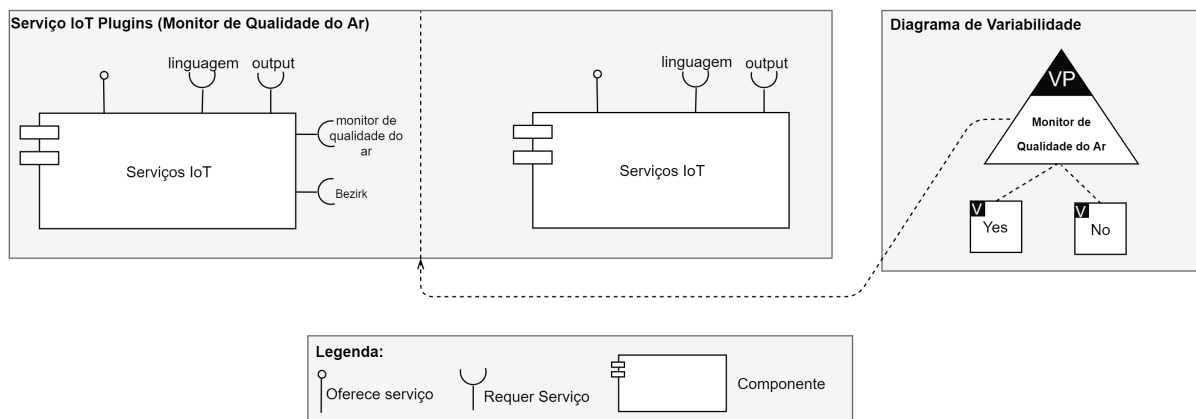 Serviço IoT Plugins (Monitor de Qualidade do Ar)
linguagem
output
monitor de
qualidade do
ar
Serviços IoT
Bezirk
linguagem
output
Serviços IoT
Diagrama de Variabilidade
VP
Monitor de
Qualidade do Ar
V
Yes
V
No
Legenda:
Oferece serviço
Requer Serviço
Componente